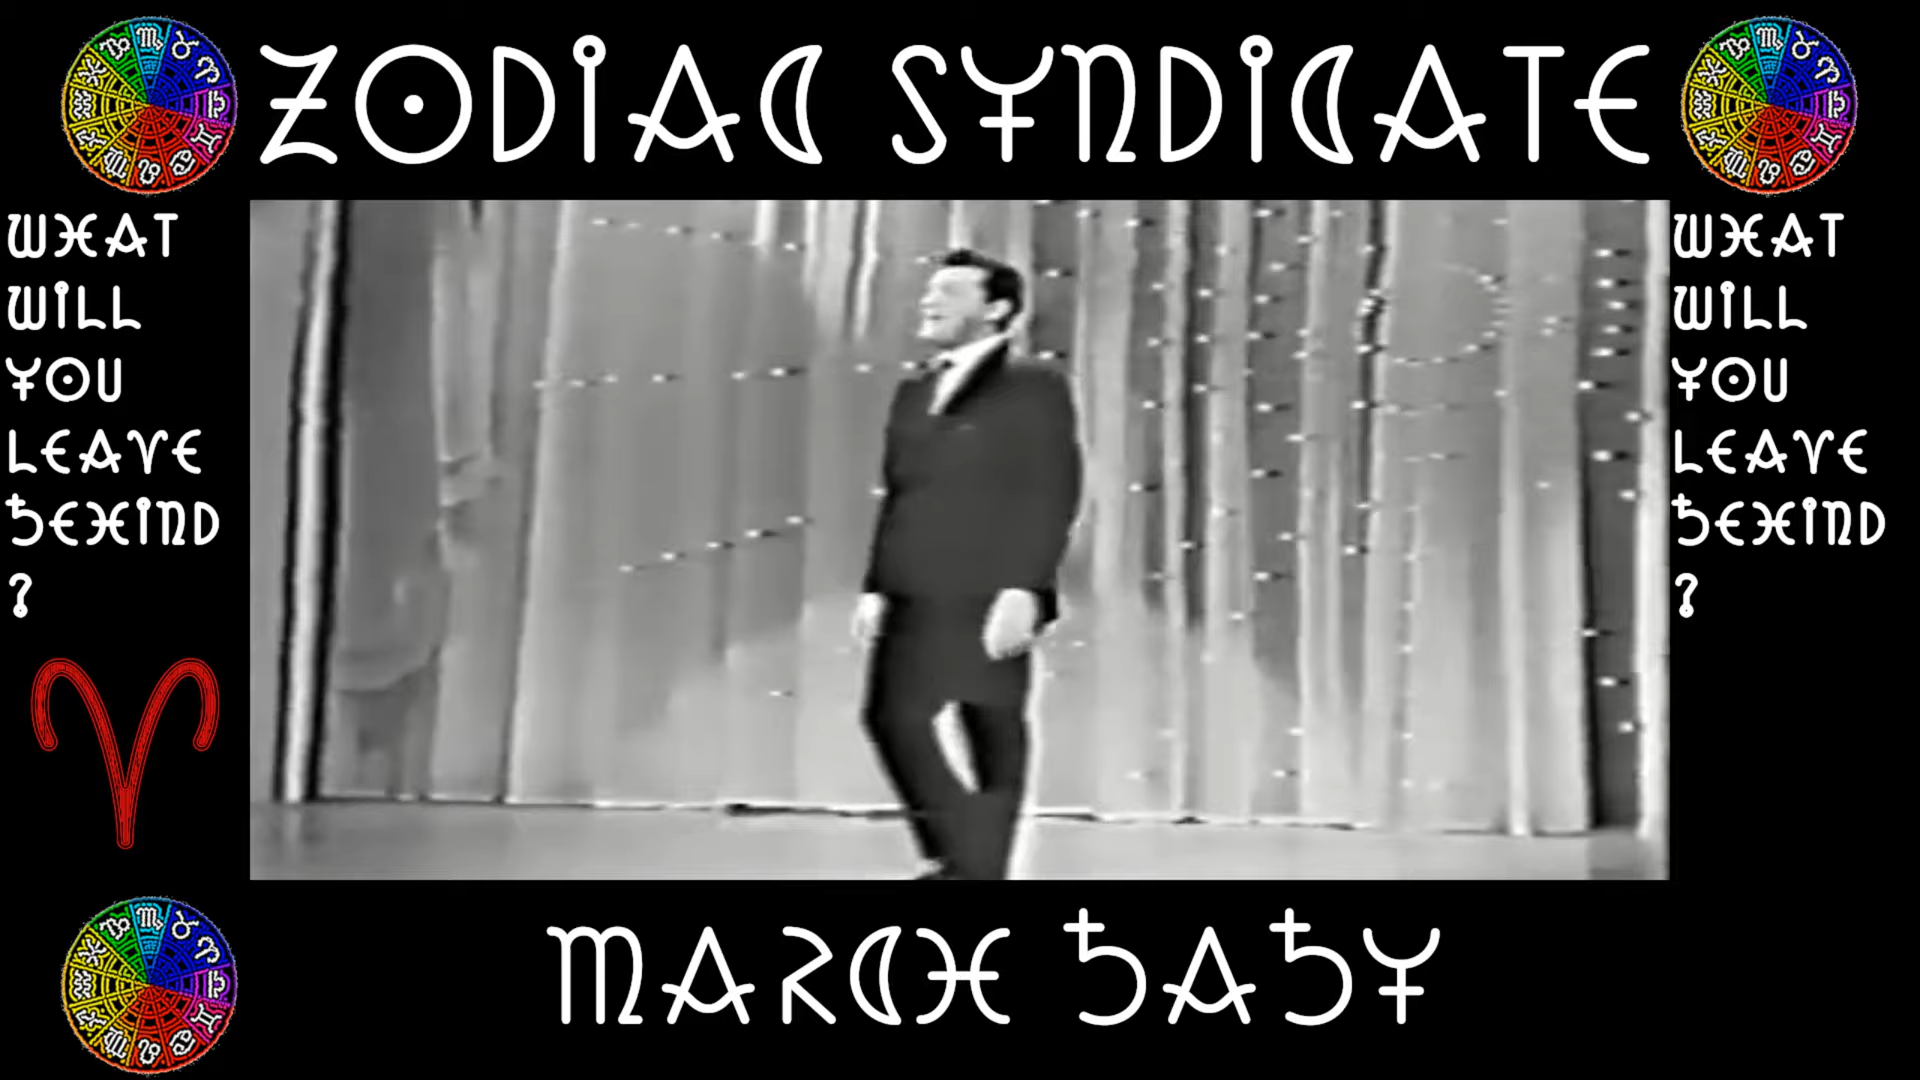 ZODIAC SYNDICATE
WHAT
WILL
YOU
LEAVE
BEHIND
?
WHAT
WILL
YOU
LEAVE
BEHIND
?
MARCH BABY